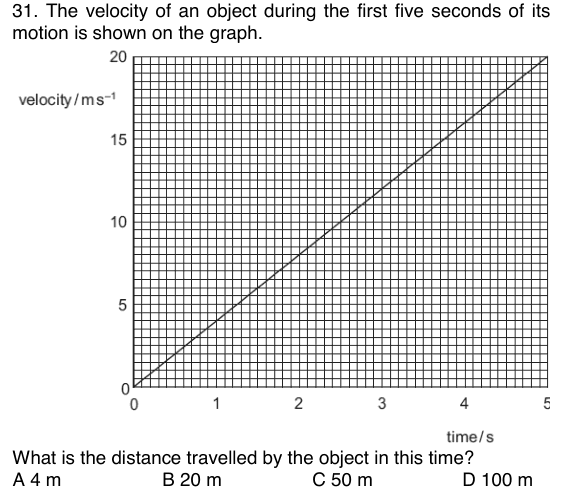 31. The velocity of an object during the first five seconds of its
motion is shown on the graph.
20
velocity / m s⁻¹
15
10
5
0
0 1 2 3 4 5
time / s
What is the distance travelled by the object in this time?
A 4 m B 20 m C 50 m D 100 m